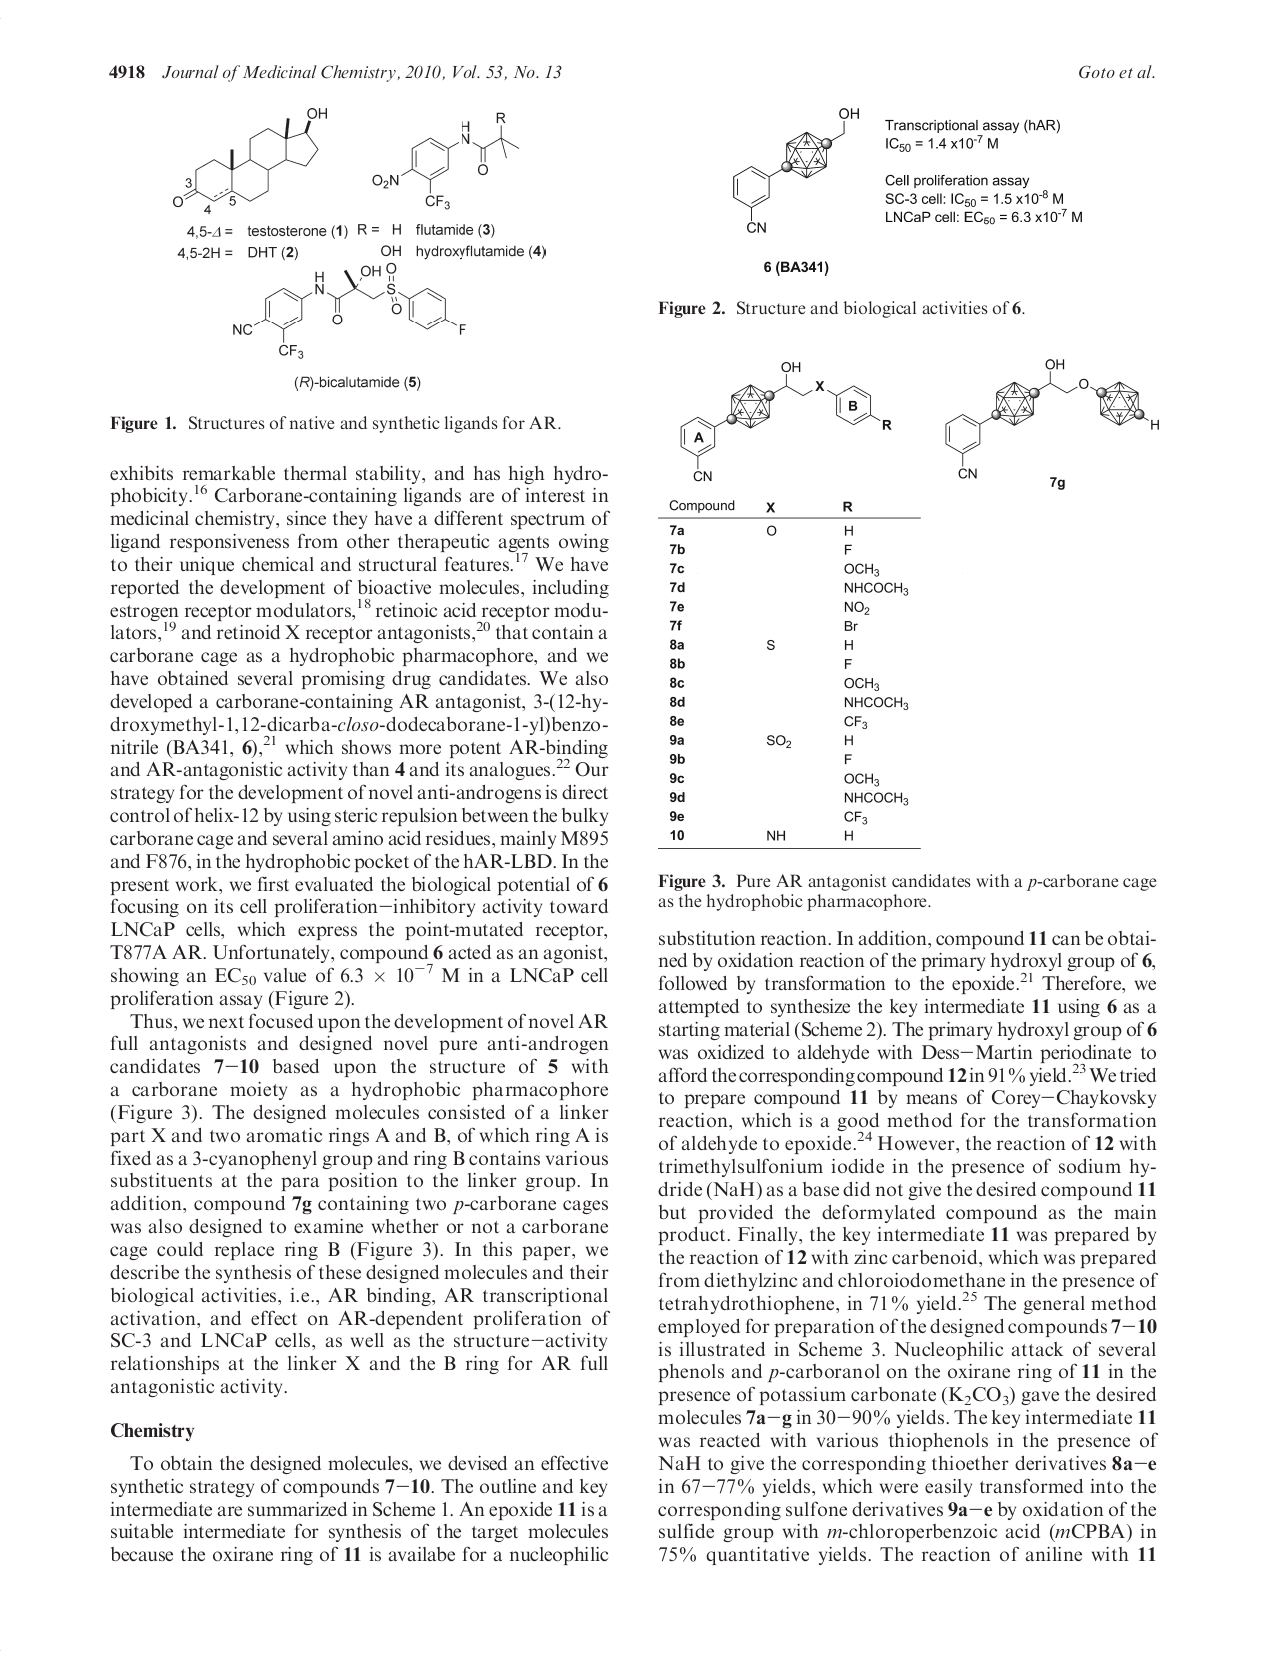 4918 Journal of Medicinal Chemistry, 2010, Vol. 53, No. 13
Goto et al.
OH
3
O
4
5
4,5-Δ = testosterone (1)
4,5-2H = DHT (2)
R
H
N
O
O2N
CF3
R = H flutamide (3)
OH hydroxyflutamide (4)
H
N
OH
O
S
O
O
NC
CF3
F
(R)-bicalutamide (5)
Figure 1. Structures of native and synthetic ligands for AR.
exhibits remarkable thermal stability, and has high hydro-
phobicity.16 Carborane-containing ligands are of interest in
medicinal chemistry, since they have a different spectrum of
ligand responsiveness from other therapeutic agents owing
to their unique chemical and structural features.17 We have
reported the development of bioactive molecules, including
estrogen receptor modulators,18 retinoic acid receptor modu-
lators,19 and retinoid X receptor antagonists,20 that contain a
carborane cage as a hydrophobic pharmacophore, and we
have obtained several promising drug candidates. We also
developed a carborane-containing AR antagonist, 3-(12-hy-
droxymethyl-1,12-dicarba-closo-dodecaborane-1-yl)benzo-
nitrile (BA341, 6),21 which shows more potent AR-binding
and AR-antagonistic activity than 4 and its analogues.22 Our
strategy for the development of novel anti-androgens is direct
control of helix-12 by using steric repulsion between the bulky
carborane cage and several amino acid residues, mainly M895
and F876, in the hydrophobic pocket of the hAR-LBD. In the
present work, we first evaluated the biological potential of 6
focusing on its cell proliferation−inhibitory activity toward
LNCaP cells, which express the point-mutated receptor,
T877A AR. Unfortunately, compound 6 acted as an agonist,
showing an EC50 value of 6.3 × 10−7 M in a LNCaP cell
proliferation assay (Figure 2).
Thus, we next focused upon the development of novel AR
full antagonists and designed novel pure anti-androgen
candidates 7−10 based upon the structure of 5 with
a carborane moiety as a hydrophobic pharmacophore
(Figure 3). The designed molecules consisted of a linker
part X and two aromatic rings A and B, of which ring A is
fixed as a 3-cyanophenyl group and ring B contains various
substituents at the para position to the linker group. In
addition, compound 7g containing two p-carborane cages
was also designed to examine whether or not a carborane
cage could replace ring B (Figure 3). In this paper, we
describe the synthesis of these designed molecules and their
biological activities, i.e., AR binding, AR transcriptional
activation, and effect on AR-dependent proliferation of
SC-3 and LNCaP cells, as well as the structure−activity
relationships at the linker X and the B ring for AR full
antagonistic activity.
Chemistry
To obtain the designed molecules, we devised an effective
synthetic strategy of compounds 7−10. The outline and key
intermediate are summarized in Scheme 1. An epoxide 11 is a
suitable intermediate for synthesis of the target molecules
because the oxirane ring of 11 is availabe for a nucleophilic
OH
CN
6 (BA341)
Transcriptional assay (hAR)
IC50 = 1.4 x10-7 M
Cell proliferation assay
SC-3 cell: IC50 = 1.5 x10-8 M
LNCaP cell: EC50 = 6.3 x10-7 M
Figure 2. Structure and biological activities of 6.
OH
X
B
R
A
CN
OH
O
H
CN
7g
Compound X R
7a O H
7b F
7c OCH3
7d NHCOCH3
7e NO2
7f Br
8a S H
8b F
8c OCH3
8d NHCOCH3
8e CF3
9a SO2 H
9b F
9c OCH3
9d NHCOCH3
9e CF3
10 NH H
Figure 3. Pure AR antagonist candidates with a p-carborane cage
as the hydrophobic pharmacophore.
substitution reaction. In addition, compound 11 can be obtai-
ned by oxidation reaction of the primary hydroxyl group of 6,
followed by transformation to the epoxide.21 Therefore, we
attempted to synthesize the key intermediate 11 using 6 as a
starting material (Scheme 2). The primary hydroxyl group of 6
was oxidized to aldehyde with Dess−Martin periodinate to
afford the corresponding compound 12 in 91% yield.23 We tried
to prepare compound 11 by means of Corey−Chaykovsky
reaction, which is a good method for the transformation
of aldehyde to epoxide.24 However, the reaction of 12 with
trimethylsulfonium iodide in the presence of sodium hy-
dride (NaH) as a base did not give the desired compound 11
but provided the deformylated compound as the main
product. Finally, the key intermediate 11 was prepared by
the reaction of 12 with zinc carbenoid, which was prepared
from diethylzinc and chloroiodomethane in the presence of
tetrahydrothiophene, in 71% yield.25 The general method
employed for preparation of the designed compounds 7−10
is illustrated in Scheme 3. Nucleophilic attack of several
phenols and p-carboranol on the oxirane ring of 11 in the
presence of potassium carbonate (K2CO3) gave the desired
molecules 7a−g in 30−90% yields. The key intermediate 11
was reacted with various thiophenols in the presence of
NaH to give the corresponding thioether derivatives 8a−e
in 67−77% yields, which were easily transformed into the
corresponding sulfone derivatives 9a−e by oxidation of the
sulfide group with m-chloroperbenzoic acid (mCPBA) in
75% quantitative yields. The reaction of aniline with 11